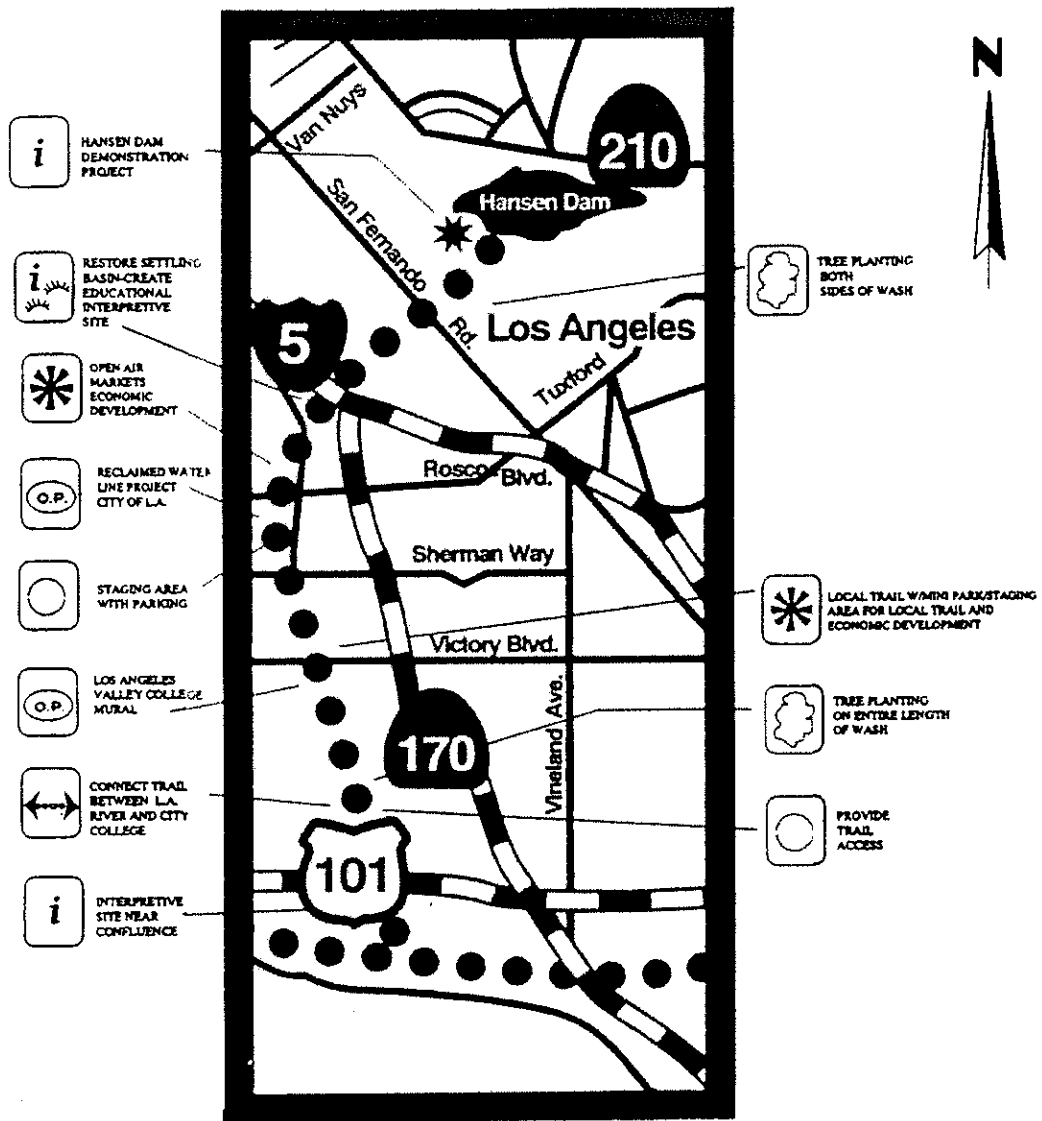 N
i
HANSEN DAM
DEMONSTRATION
PROJECT
i
RESTORE SETTLING
BASIN-CREATE
EDUCATIONAL
INTERPRETIVE
SITE
OPEN AIR
MARKETS
ECONOMIC
DEVELOPMENT
O.P.
RECLAIMED WATER
LINE PROJECT
CITY OF L.A.
STAGING AREA
WITH PARKING
O.P.
LOS ANGELES
VALLEY COLLEGE
MURAL
CONNECT TRAIL
BETWEEN L.A.
RIVER AND CITY
COLLEGE
i
INTERPRETIVE
SITE NEAR
CONFLUENCE
Van Nuys
210
Hansen Dam
San Fernando
Rd.
5
Los Angeles
Tuxford
Roscoe
Blvd.
Sherman Way
Victory Blvd.
Vineland Ave.
170
101
TREE PLANTING
BOTH
SIDES OF WASH
LOCAL TRAIL W/MINI PARK/STAGING
AREA FOR LOCAL TRAIL AND
ECONOMIC DEVELOPMENT
TREE PLANTING
ON ENTIRE LENGTH
OF WASH
PROVIDE
TRAIL
ACCESS